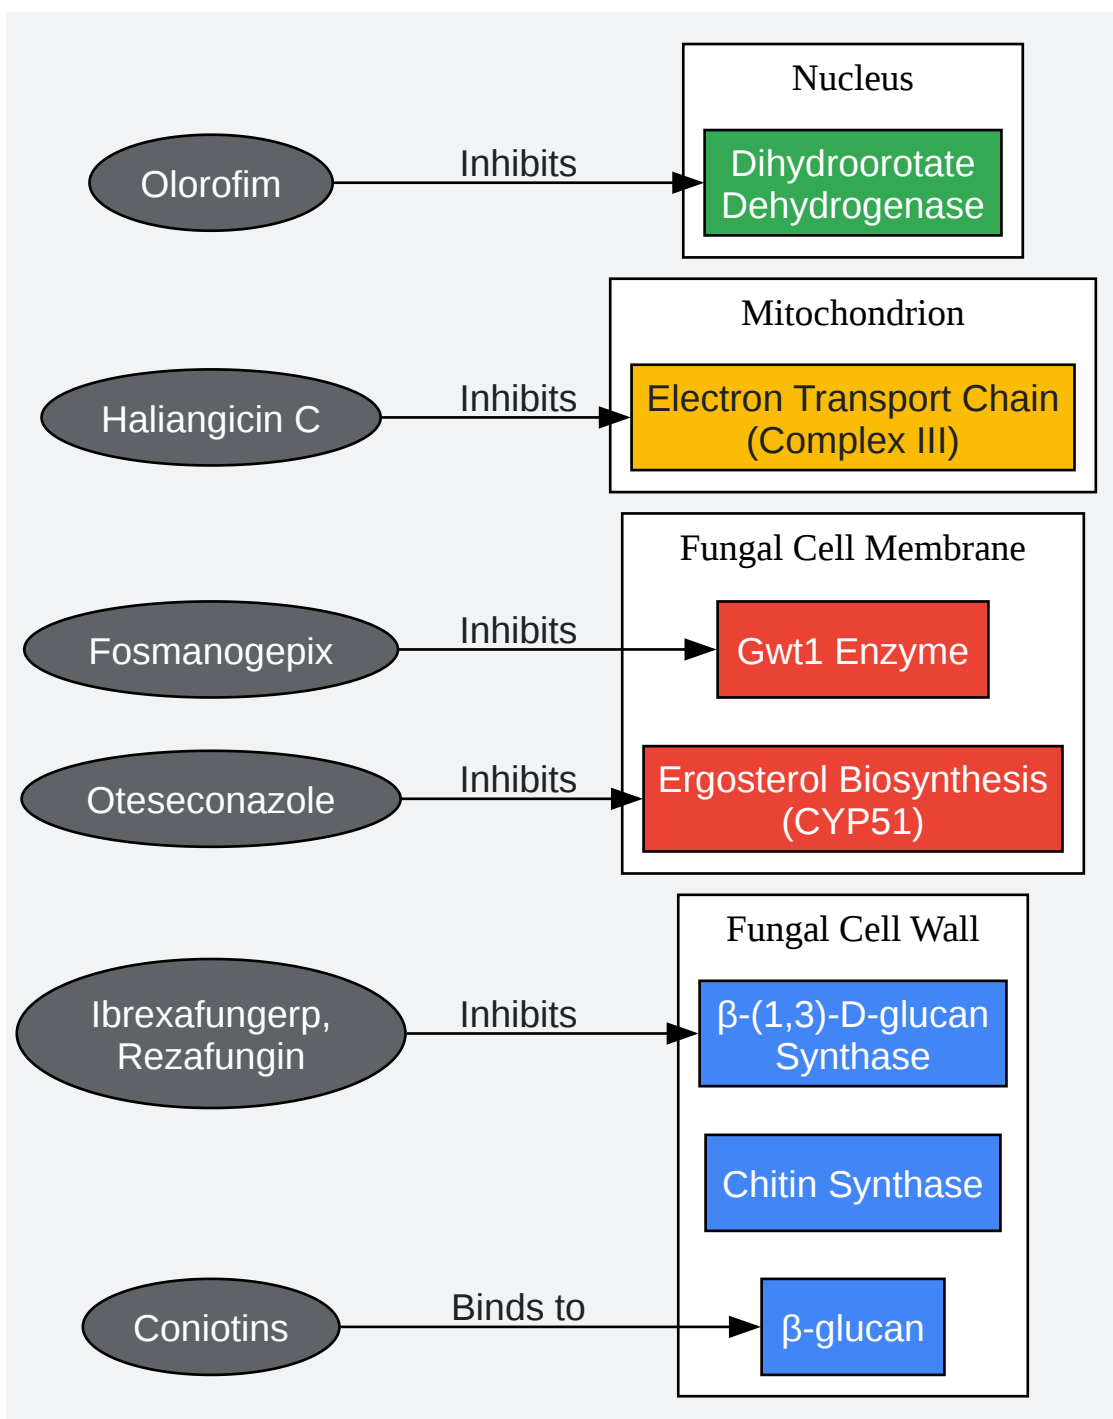 Nucleus
Olorofim
Inhibits
Dihydroorotate
Dehydrogenase
Mitochondrion
Haliangicin C
Inhibits
Electron Transport Chain
(Complex III)
Fungal Cell Membrane
Fosmanogepix
Inhibits
Gwt1 Enzyme
Oteseconazole
Inhibits
Ergosterol Biosynthesis
(CYP51)
Fungal Cell Wall
Ibrexafungerp,
Rezafungin
Inhibits
β-(1,3)-D-glucan
Synthase
Chitin Synthase
Coniotins
Binds to
β-glucan